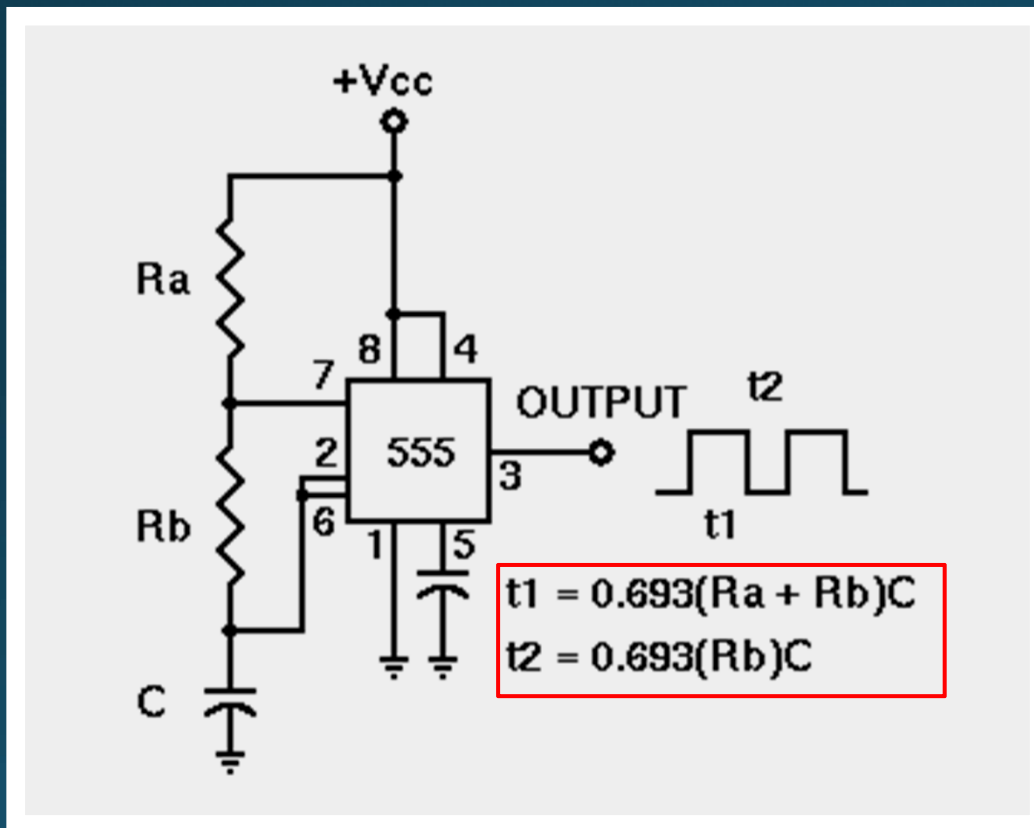 +Vcc
Ra
8
4
7
OUTPUT
t2
2
555
3
6
Rb
1
5
t1
t1 = 0.693(Ra + Rb)C
t2 = 0.693(Rb)C
C